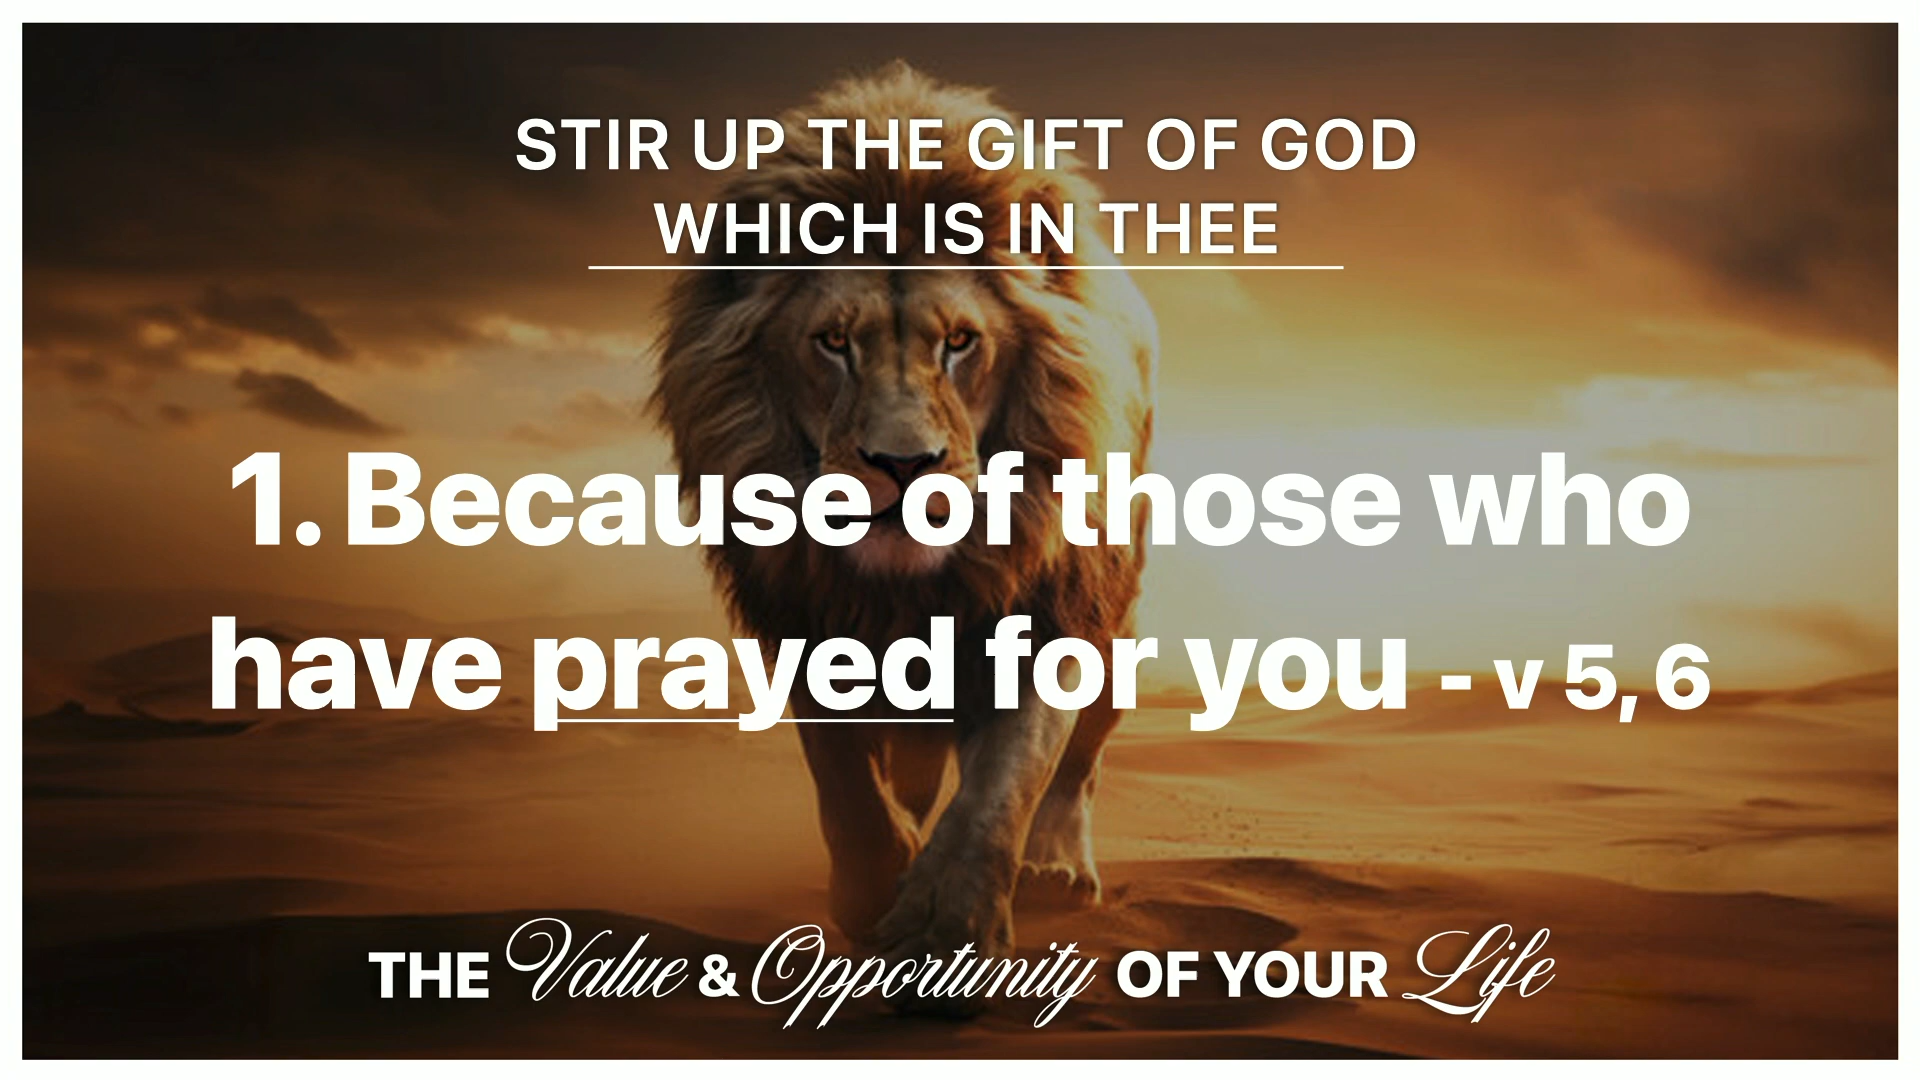 STIR UP THE GIFT OF GOD
WHICH IS IN THEE
1. Because of those who
have prayed for you - v 5, 6
THE Value & Opportunity OF YOUR Life